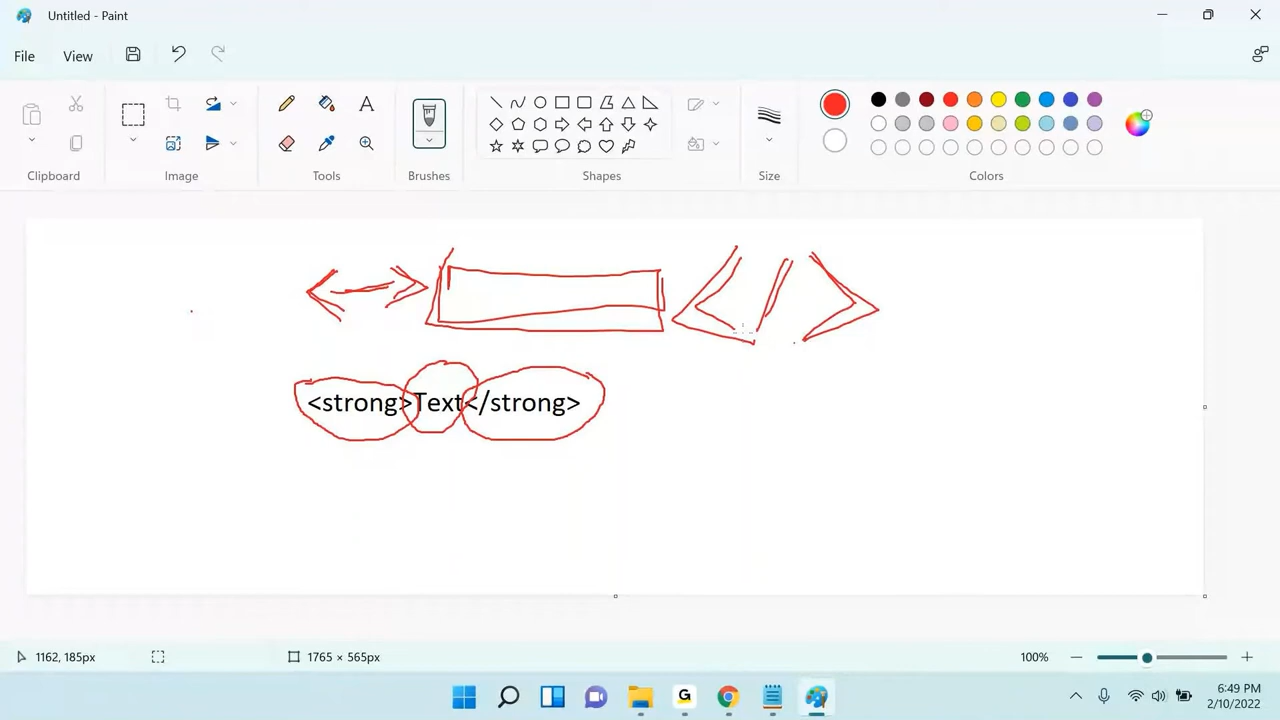 Untitled - Paint
File View
Clipboard Image Tools Brushes Shapes Size Colors
</>
<strong>Text</strong>
1162, 185px 1765 × 565px 100%
G 6:49 PM
2/10/2022